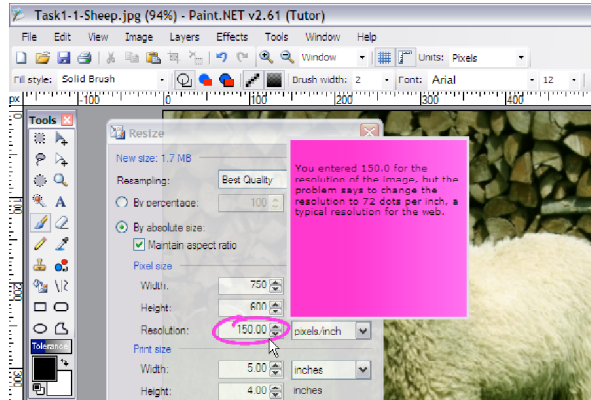 Task1-1-Sheep.jpg (94%) - Paint.NET v2.61 (Tutor)
File Edit View Image Layers Effects Tools Window Help
Window Units: Pixels
Fill style: Solid Brush Brush width: 2 Font: Arial 12
px -100 0 100 200 300 400
Tools
Resize
New size: 1.7 MB
Resampling: Best Quality
By percentage: 100
By absolute size:
Maintain aspect ratio
Pixel size
Width: 750
Height: 600
Resolution: 150.00 pixels/inch
Print size
Width: 5.00 inches
Height: 4.00 inches
You entered 150.0 for the
resolution of the image, but the
problem says to change the
resolution to 72 dots per inch, a
typical resolution for the web.
Tolerance
0
100
200
300